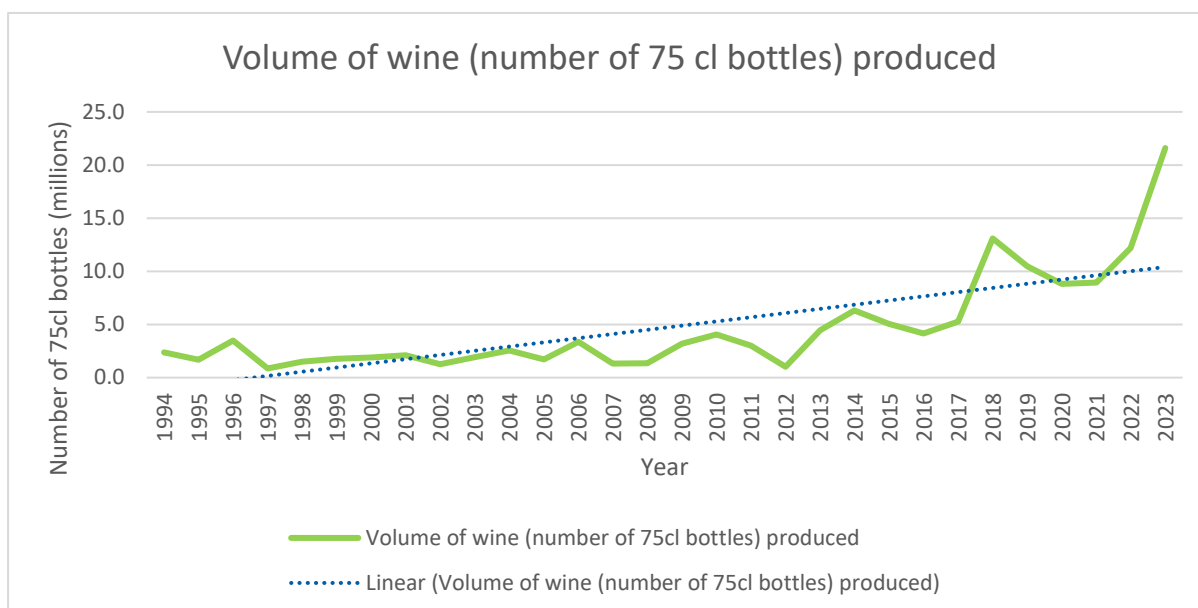 Volume of wine (number of 75 cl bottles) produced
Number of 75cl bottles (millions)
25.0
20.0
15.0
10.0
5.0
0.0
1994 1995 1996 1997 1998 1999 2000 2001 2002 2003 2004 2005 2006 2007 2008 2009 2010 2011 2012 2013 2014 2015 2016 2017 2018 2019 2020 2021 2022 2023
Year
Volume of wine (number of 75cl bottles) produced
Linear (Volume of wine (number of 75cl bottles) produced)